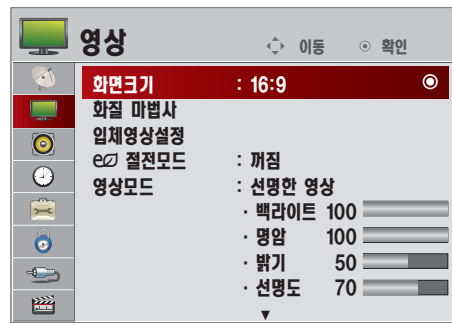 영상 이동 확인
화면크기 : 16:9
화질 마법사
입체영상설정
e 절전모드 : 꺼짐
영상모드 : 선명한 영상
· 백라이트 100
· 명암 100
· 밝기 50
· 선명도 70